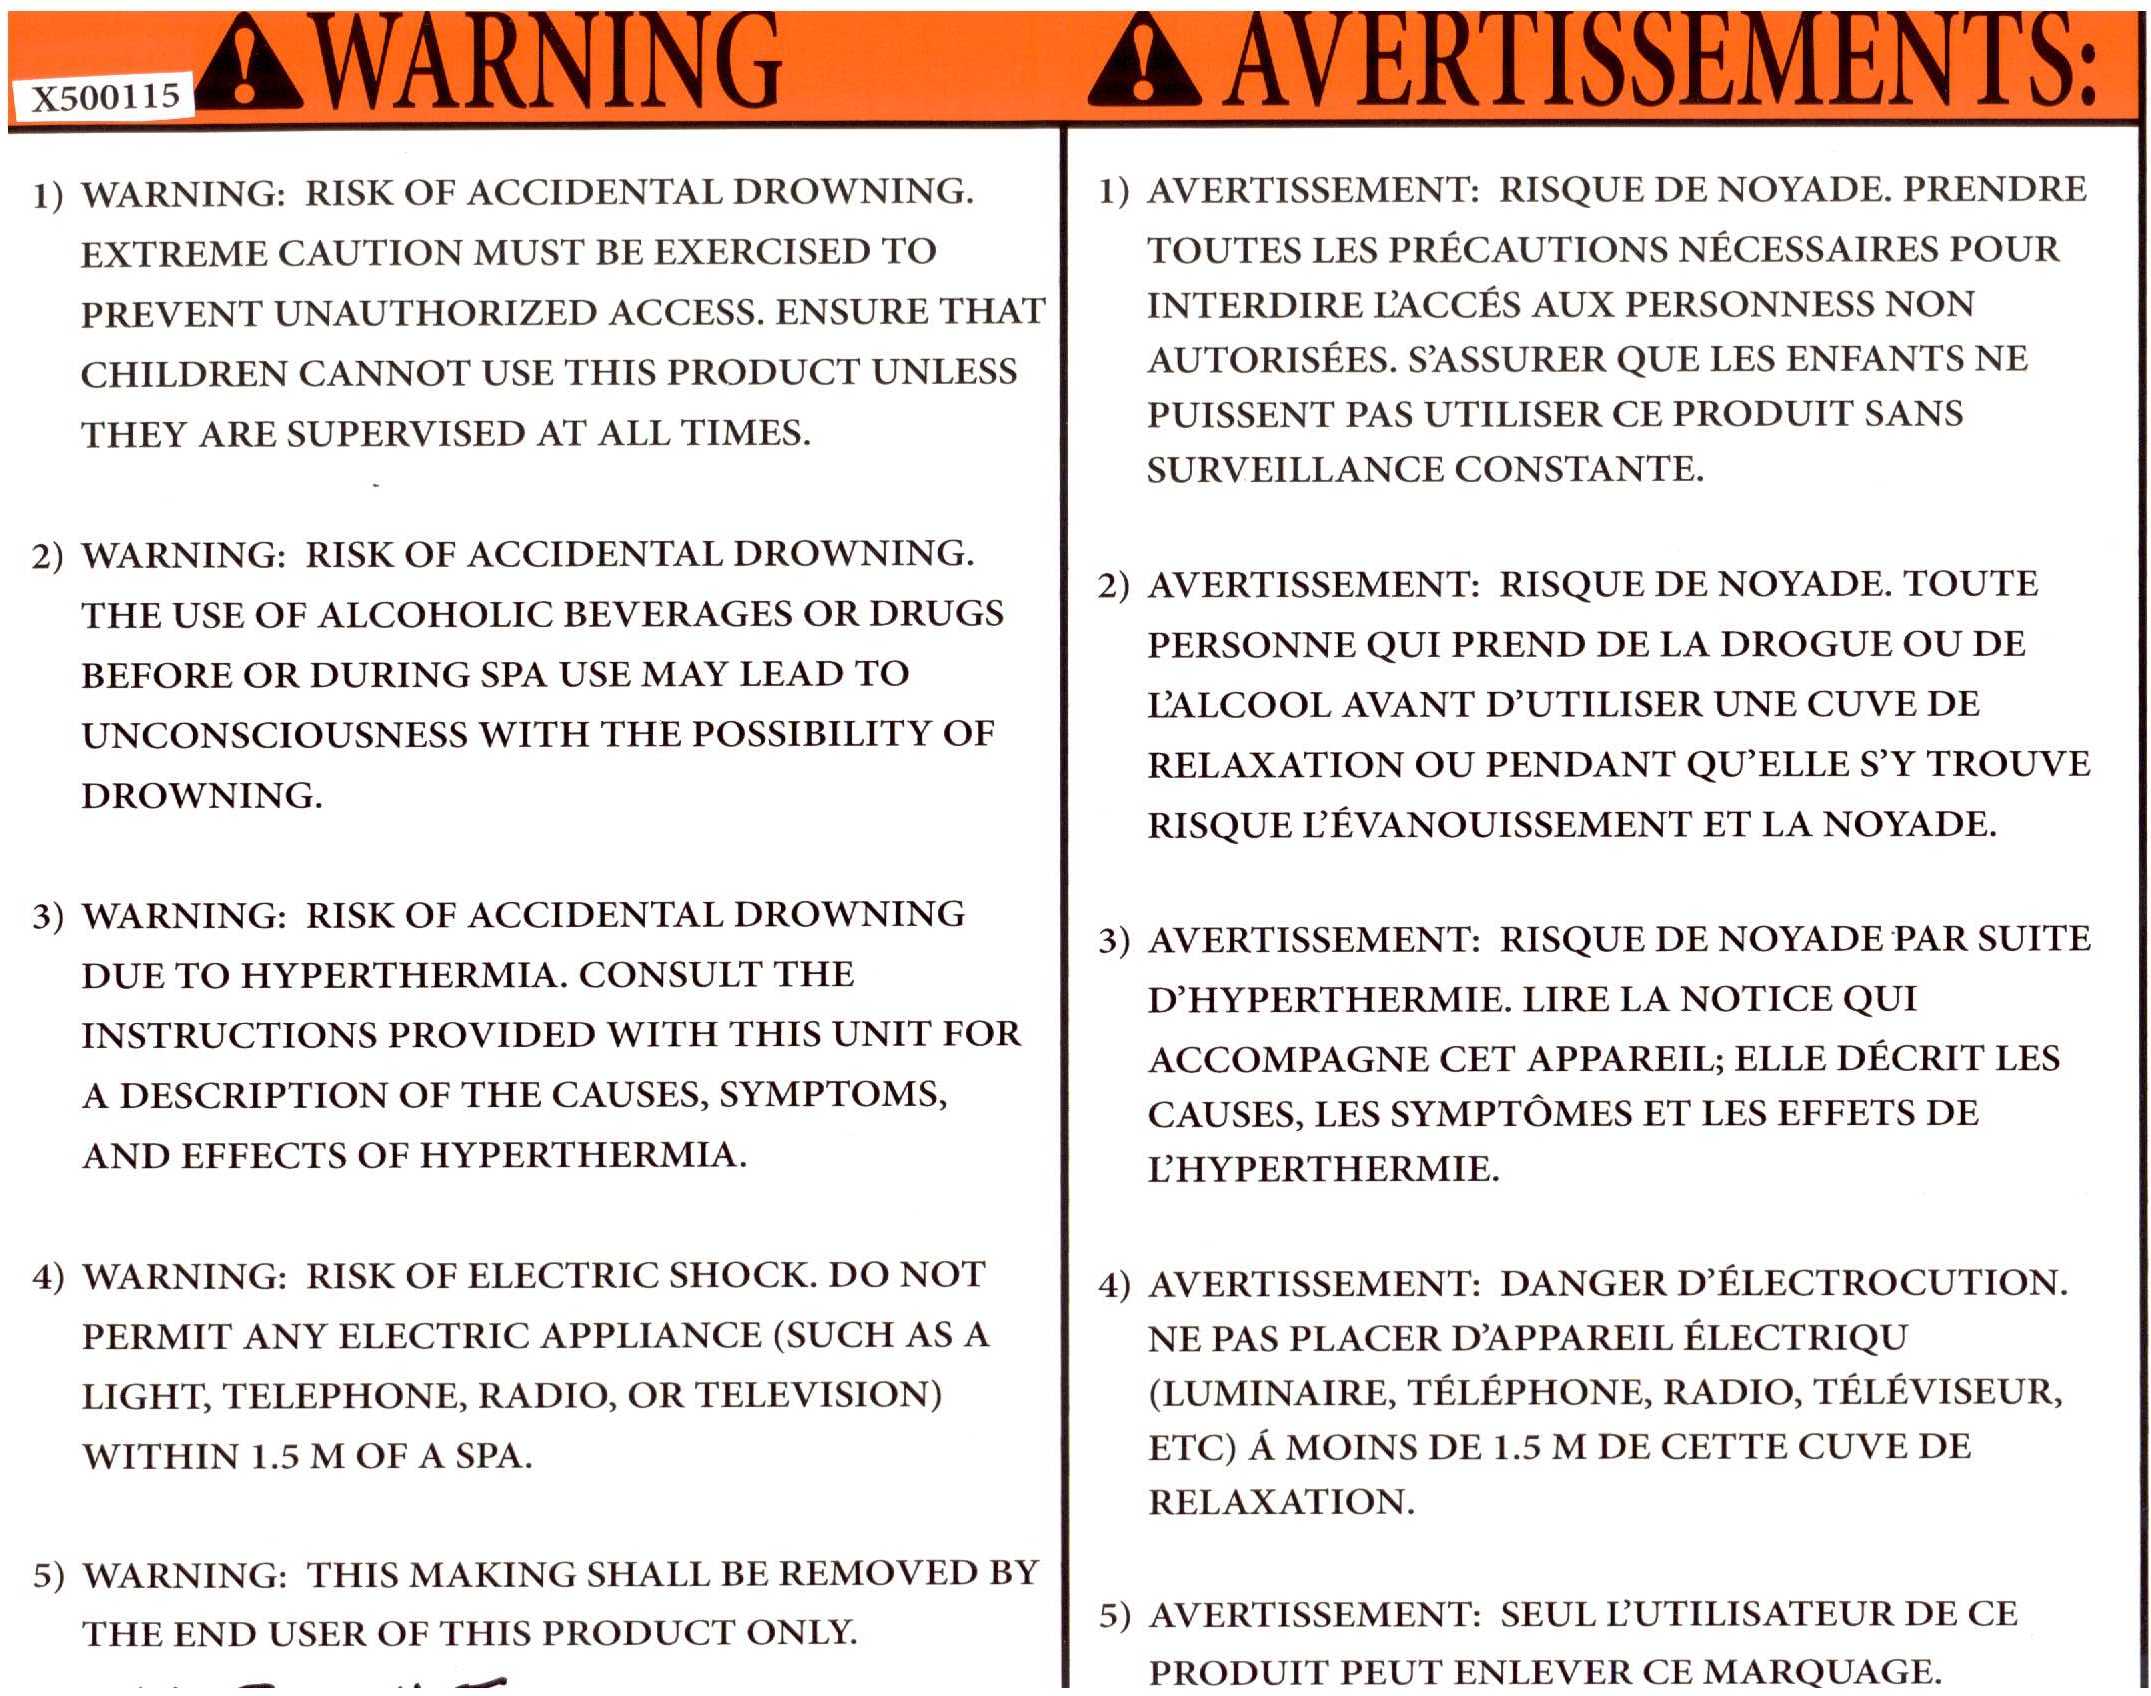 WARNING
X500115
1) WARNING: RISK OF ACCIDENTAL DROWNING.
EXTREME CAUTION MUST BE EXERCISED TO
PREVENT UNAUTHORIZED ACCESS. ENSURE THAT
CHILDREN CANNOT USE THIS PRODUCT UNLESS
THEY ARE SUPERVISED AT ALL TIMES.
2) WARNING: RISK OF ACCIDENTAL DROWNING.
THE USE OF ALCOHOLIC BEVERAGES OR DRUGS
BEFORE OR DURING SPA USE MAY LEAD TO
UNCONSCIOUSNESS WITH THE POSSIBILITY OF
DROWNING.
3) WARNING: RISK OF ACCIDENTAL DROWNING
DUE TO HYPERTHERMIA. CONSULT THE
INSTRUCTIONS PROVIDED WITH THIS UNIT FOR
A DESCRIPTION OF THE CAUSES, SYMPTOMS,
AND EFFECTS OF HYPERTHERMIA.
4) WARNING: RISK OF ELECTRIC SHOCK. DO NOT
PERMIT ANY ELECTRIC APPLIANCE (SUCH AS A
LIGHT, TELEPHONE, RADIO, OR TELEVISION)
WITHIN 1.5 M OF A SPA.
5) WARNING: THIS MAKING SHALL BE REMOVED BY
THE END USER OF THIS PRODUCT ONLY.
AVERTISSEMENTS:
1) AVERTISSEMENT: RISQUE DE NOYADE. PRENDRE
TOUTES LES PRÉCAUTIONS NÉCESSAIRES POUR
INTERDIRE L'ACCÉS AUX PERSONNESS NON
AUTORISÉES. S'ASSURER QUE LES ENFANTS NE
PUISSENT PAS UTILISER CE PRODUIT SANS
SURVEILLANCE CONSTANTE.
2) AVERTISSEMENT: RISQUE DE NOYADE. TOUTE
PERSONNE QUI PREND DE LA DROGUE OU DE
L'ALCOOL AVANT D'UTILISER UNE CUVE DE
RELAXATION OU PENDANT QU'ELLE S'Y TROUVE
RISQUE L'ÉVANOUISSEMENT ET LA NOYADE.
3) AVERTISSEMENT: RISQUE DE NOYADE PAR SUITE
D'HYPERTHERMIE. LIRE LA NOTICE QUI
ACCOMPAGNE CET APPAREIL; ELLE DÉCRIT LES
CAUSES, LES SYMPTÔMES ET LES EFFETS DE
L'HYPERTHERMIE.
4) AVERTISSEMENT: DANGER D'ÉLECTROCUTION.
NE PAS PLACER D'APPAREIL ÉLECTRIQU
(LUMINAIRE, TÉLÉPHONE, RADIO, TÉLÉVISEUR,
ETC) Á MOINS DE 1.5 M DE CETTE CUVE DE
RELAXATION.
5) AVERTISSEMENT: SEUL L'UTILISATEUR DE CE
PRODUIT PEUT ENLEVER CE MARQUAGE.